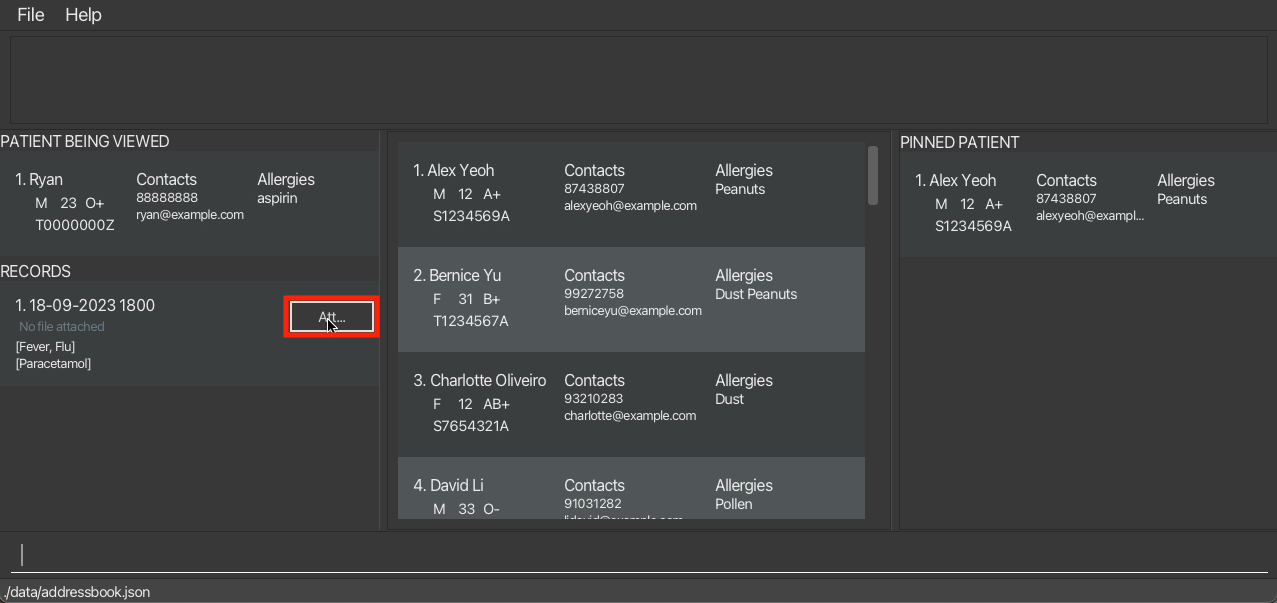 File Help
PATIENT BEING VIEWED
1. Ryan
M 23 O+
T0000000Z
Contacts
88888888
ryan@example.com
Allergies
aspirin
RECORDS
1. 18-09-2023 1800
No file attached
[Fever, Flu]
[Paracetamol]
Att...
1. Alex Yeoh
M 12 A+
S1234569A
Contacts
87438807
alexyeoh@example.com
Allergies
Peanuts
2. Bernice Yu
F 31 B+
T1234567A
Contacts
99272758
berniceyu@example.com
Allergies
Dust Peanuts
3. Charlotte Oliveiro
F 12 AB+
S7654321A
Contacts
93210283
charlotte@example.com
Allergies
Dust
4. David Li
M 33 O-
Contacts
91031282
lidavid@example.com
Allergies
Pollen
PINNED PATIENT
1. Alex Yeoh
M 12 A+
S1234569A
Contacts
87438807
alexyeoh@exampl...
Allergies
Peanuts
./data/addressbook.json